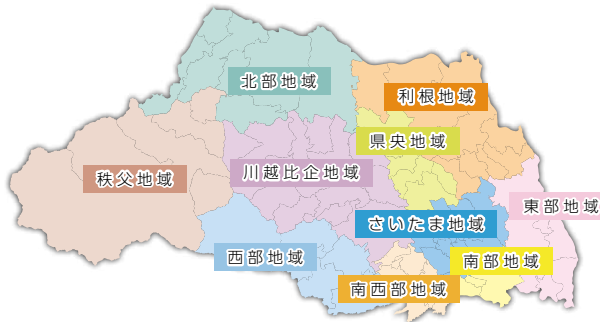 北部地域
利根地域
県央地域
秩父地域
川越比企地域
東部地域
さいたま地域
西部地域
南部地域
南西部地域